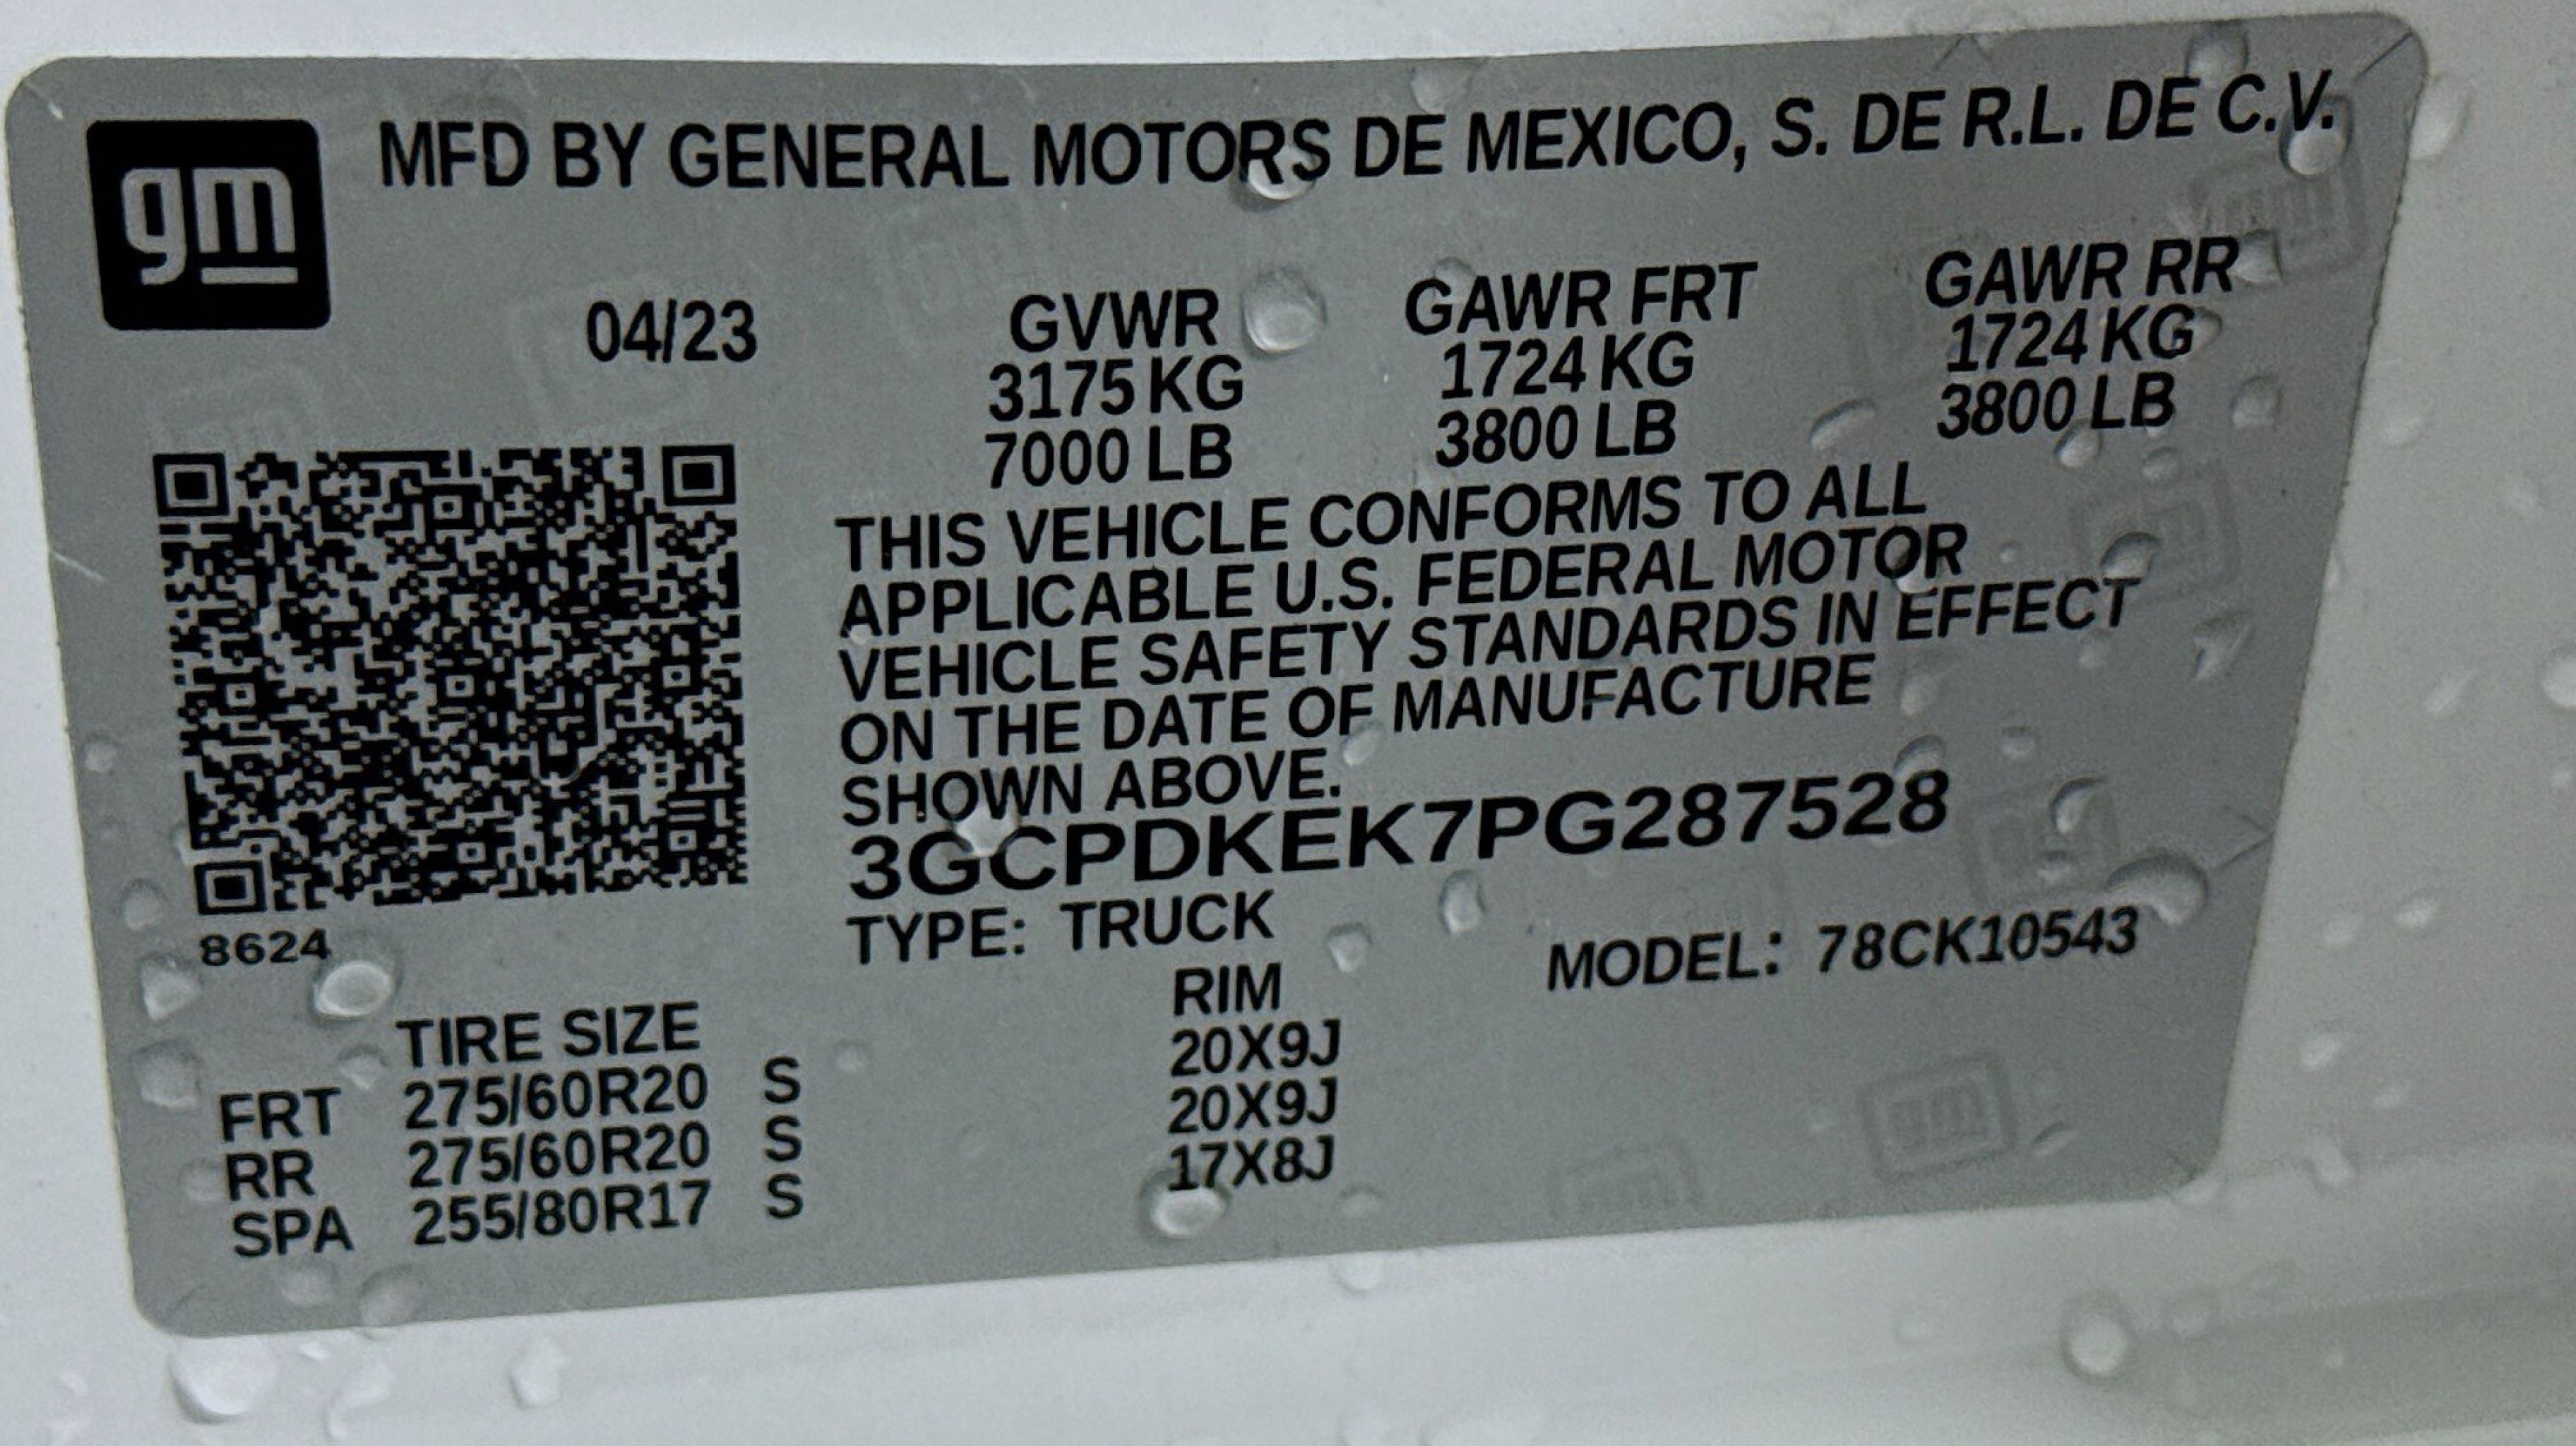 gm
MFD BY GENERAL MOTORS DE MEXICO, S. DE R.L. DE C.V.
04/23
GVWR
3175 KG
7000 LB
GAWR FRT
1724 KG
3800 LB
GAWR RR
1724 KG
3800 LB
THIS VEHICLE CONFORMS TO ALL
APPLICABLE U.S. FEDERAL MOTOR
VEHICLE SAFETY STANDARDS IN EFFECT
ON THE DATE OF MANUFACTURE
SHOWN ABOVE.
3GCPDKEK7PG287528
TYPE: TRUCK
MODEL: 78CK10543
8624
TIRE SIZE RIM
FRT 275/60R20 S 20X9J
RR 275/60R20 S 20X9J
SPA 255/80R17 S 17X8J
gm